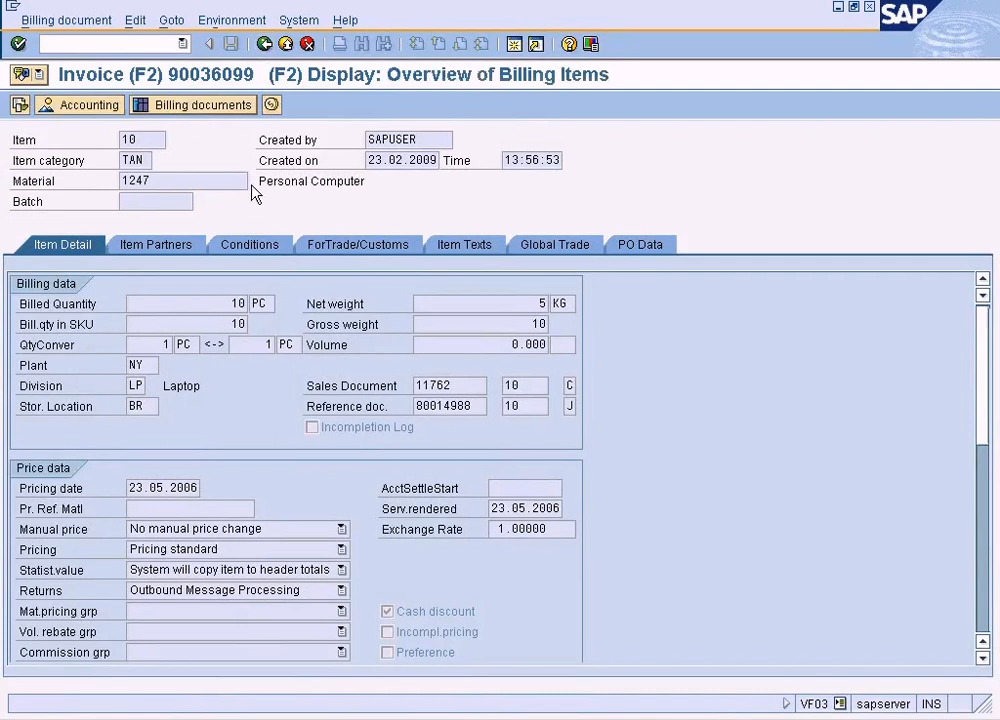 Billing document Edit Goto Environment System Help
SAP
Invoice (F2) 90036099 (F2) Display: Overview of Billing Items
Accounting Billing documents
Item 10 Created by SAPUSER
Item category TAN Created on 23.02.2009 Time 13:56:53
Material 1247 Personal Computer
Batch
Item Detail Item Partners Conditions ForTrade/Customs Item Texts Global Trade PO Data
Billing data
Billed Quantity 10 PC Net weight 5 KG
Bill.qty in SKU 10 Gross weight 10
QtyConver 1 PC <-> 1 PC Volume 0.000
Plant NY
Division LP Laptop Sales Document 11762 10 C
Stor. Location BR Reference doc. 80014988 10 J
Incompletion Log
Price data
Pricing date 23.05.2006 AcctSettleStart
Pr. Ref. Matl Serv.rendered 23.05.2006
Manual price No manual price change Exchange Rate 1.00000
Pricing Pricing standard
Statist.value System will copy item to header totals
Returns Outbound Message Processing
Mat.pricing grp Cash discount
Vol. rebate grp Incompl.pricing
Commission grp Preference
VF03 sapserver INS